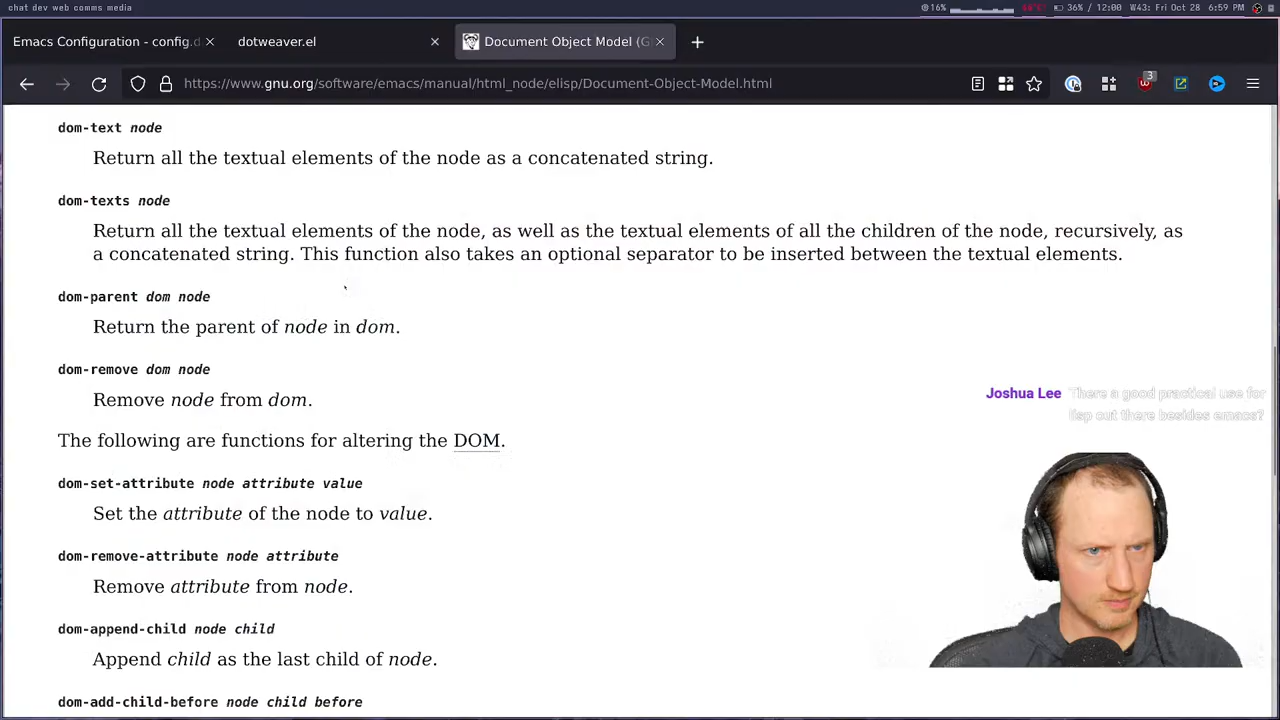 chat dev web comms media
16%
36% / 12:00
W43: Fri Oct 28
6:59 PM
Emacs Configuration - config.d
dotweaver.el
Document Object Model (G
https://www.gnu.org/software/emacs/manual/html_node/elisp/Document-Object-Model.html
3
dom-text node
Return all the textual elements of the node as a concatenated string.
dom-texts node
Return all the textual elements of the node, as well as the textual elements of all the children of the node, recursively, as
a concatenated string. This function also takes an optional separator to be inserted between the textual elements.
dom-parent dom node
Return the parent of node in dom.
dom-remove dom node
Remove node from dom.
Joshua Lee There a good practical use for
lisp out there besides emacs?
The following are functions for altering the DOM.
dom-set-attribute node attribute value
Set the attribute of the node to value.
dom-remove-attribute node attribute
Remove attribute from node.
dom-append-child node child
Append child as the last child of node.
dom-add-child-before node child before